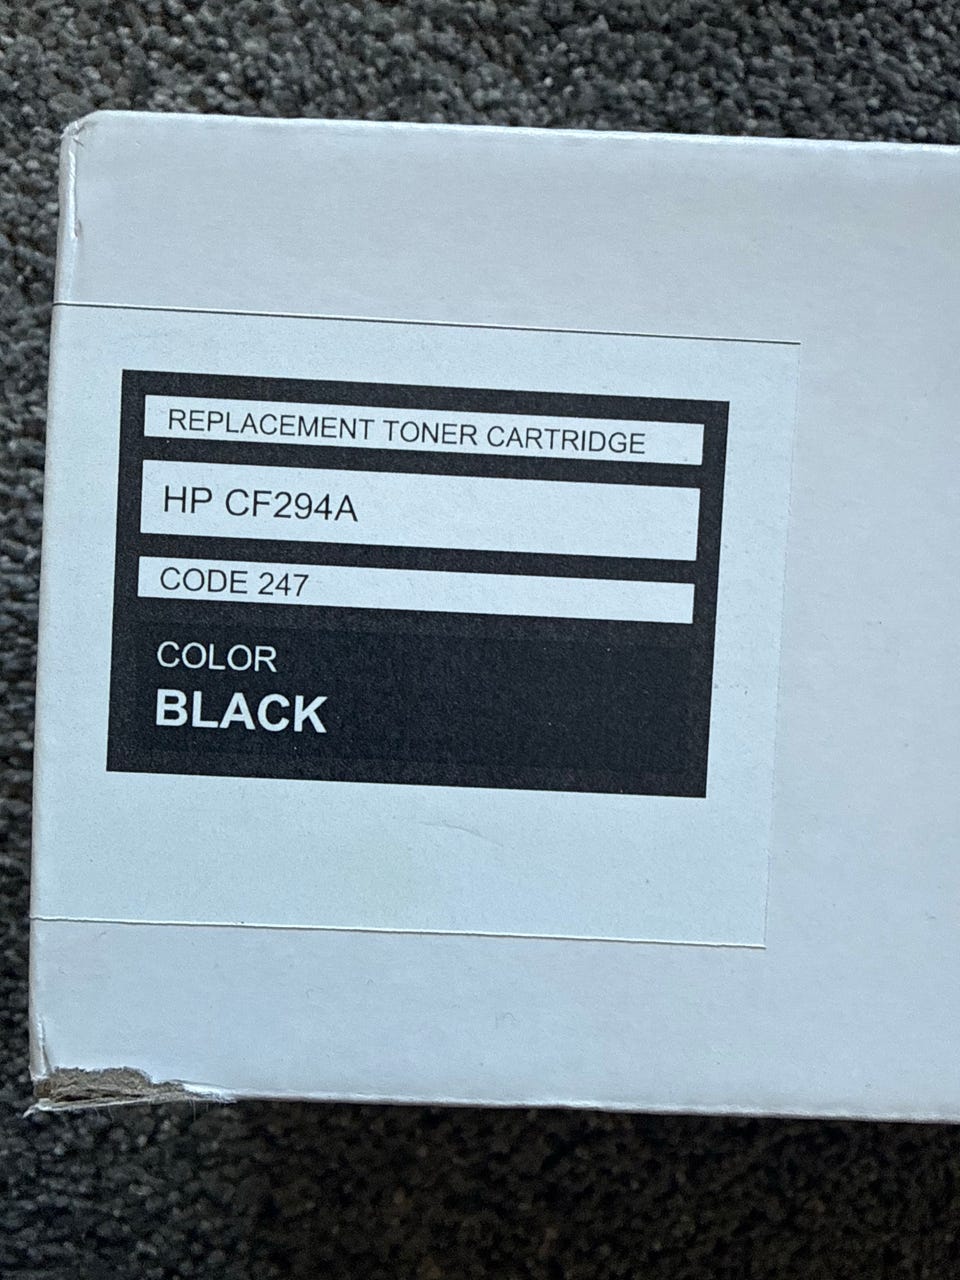 REPLACEMENT TONER CARTRIDGE
HP CF294A
CODE 247
COLOR
BLACK